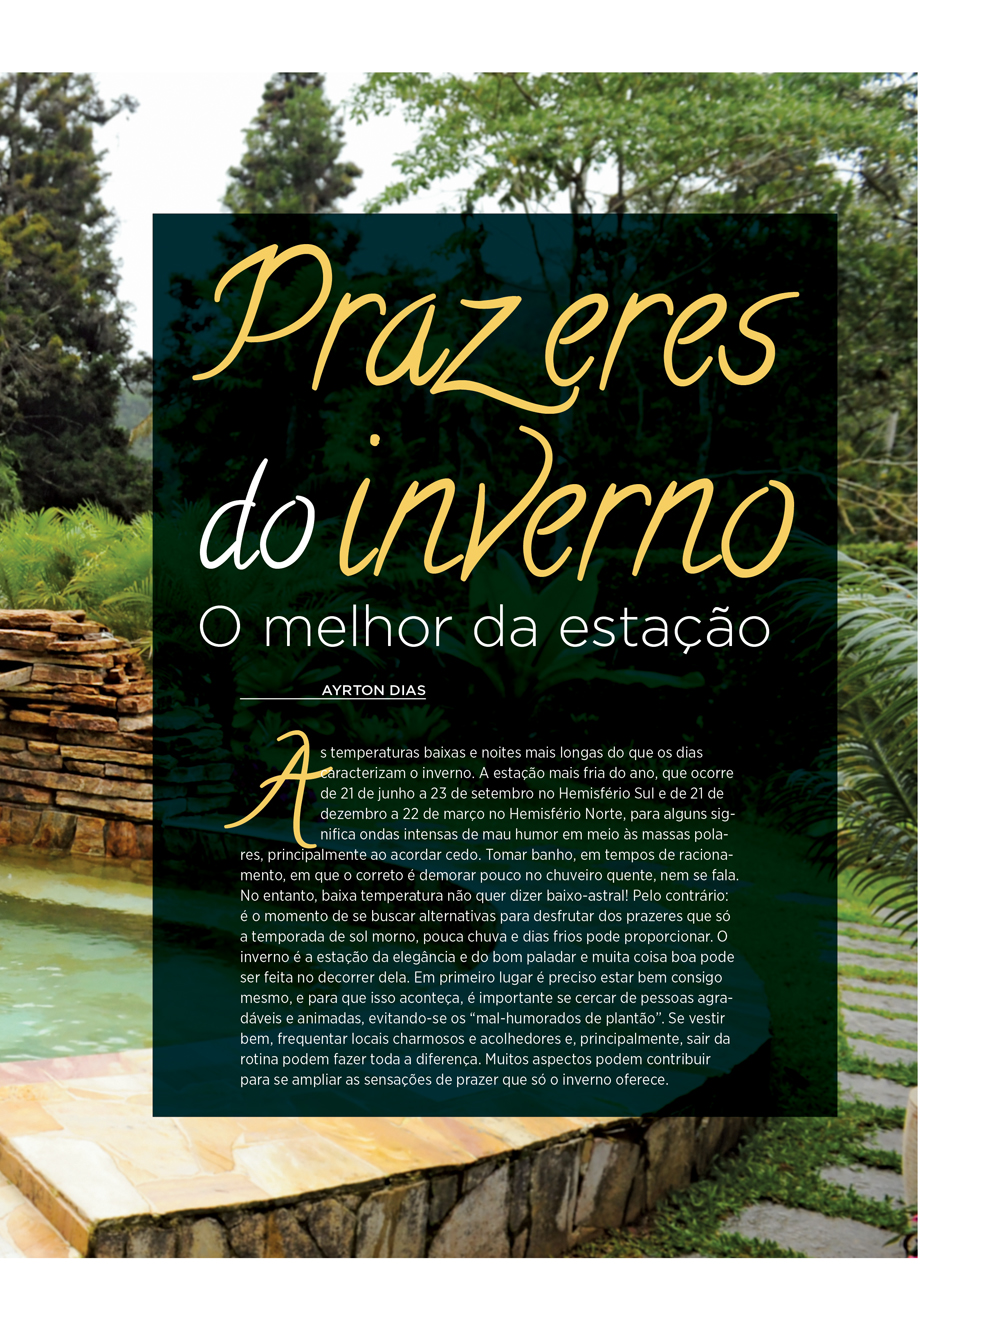 Prazeres
do inverno
O melhor da estação
AYRTON DIAS
As temperaturas baixas e noites mais longas do que os dias
caracterizam o inverno. A estação mais fria do ano, que ocorre
de 21 de junho a 23 de setembro no Hemisfério Sul e de 21 de
dezembro a 22 de março no Hemisfério Norte, para alguns sig-
nifica ondas intensas de mau humor em meio às massas pola-
res, principalmente ao acordar cedo. Tomar banho, em tempos de raciona-
mento, em que o correto é demorar pouco no chuveiro quente, nem se fala.
No entanto, baixa temperatura não quer dizer baixo-astral! Pelo contrário:
é o momento de se buscar alternativas para desfrutar dos prazeres que só
a temporada de sol morno, pouca chuva e dias frios pode proporcionar. O
inverno é a estação da elegância e do bom paladar e muita coisa boa pode
ser feita no decorrer dela. Em primeiro lugar é preciso estar bem consigo
mesmo, e para que isso aconteça, é importante se cercar de pessoas agra-
dáveis e animadas, evitando-se os “mal-humorados de plantão”. Se vestir
bem, frequentar locais charmosos e acolhedores e, principalmente, sair da
rotina podem fazer toda a diferença. Muitos aspectos podem contribuir
para se ampliar as sensações de prazer que só o inverno oferece.